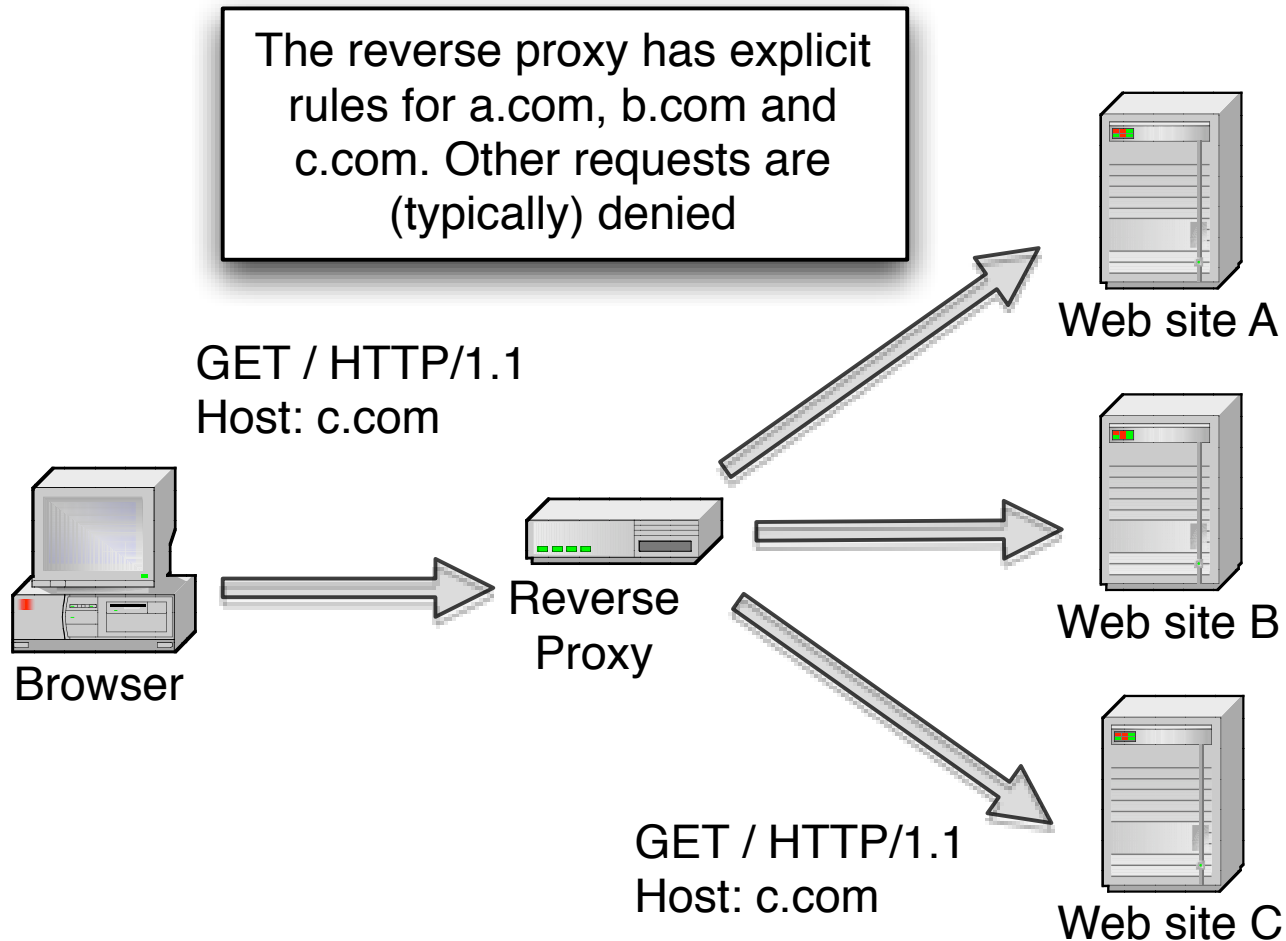 The reverse proxy has explicit
rules for a.com, b.com and
c.com. Other requests are
(typically) denied
Web site A
GET / HTTP/1.1
Host: c.com
Browser
Reverse
Proxy
Web site B
GET / HTTP/1.1
Host: c.com
Web site C